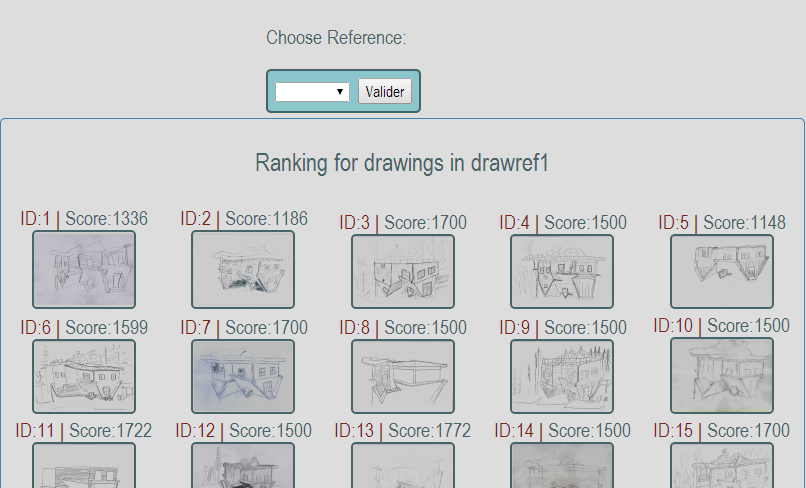 Choose Reference:
Valider
Ranking for drawings in drawref1
ID:1 | Score:1336
ID:2 | Score:1186
ID:3 | Score:1700
ID:4 | Score:1500
ID:5 | Score:1148
ID:6 | Score:1599
ID:7 | Score:1700
ID:8 | Score:1500
ID:9 | Score:1500
ID:10 | Score:1500
ID:11 | Score:1722
ID:12 | Score:1500
ID:13 | Score:1772
ID:14 | Score:1500
ID:15 | Score:1700